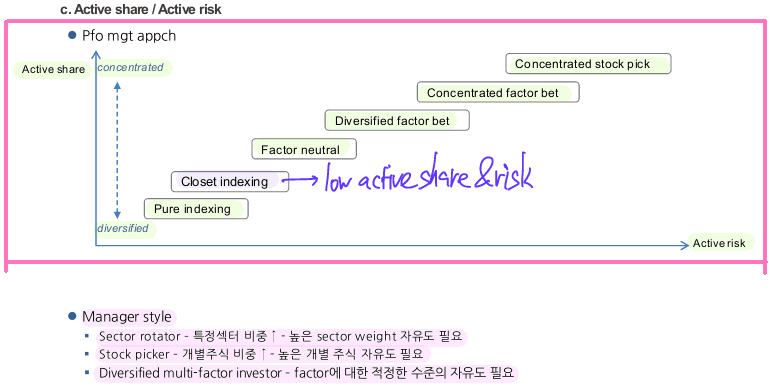 c. Active share / Active risk
● Pfo mgt appch
Active share
concentrated
Concentrated stock pick
Concentrated factor bet
Diversified factor bet
Factor neutral
Closet indexing → low active share & risk
Pure indexing
diversified
Active risk
● Manager style
▪ Sector rotator - 특정섹터 비중↑ - 높은 sector weight 자유도 필요
▪ Stock picker - 개별주식 비중↑ - 높은 개별 주식 자유도 필요
▪ Diversified multi-factor investor - factor에 대한 적정한 수준의 자유도 필요